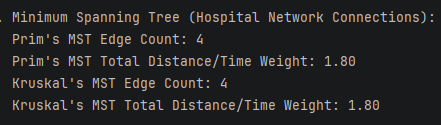 . Minimum Spanning Tree (Hospital Network Connections):
Prim's MST Edge Count: 4
Prim's MST Total Distance/Time Weight: 1.80
Kruskal's MST Edge Count: 4
Kruskal's MST Total Distance/Time Weight: 1.80